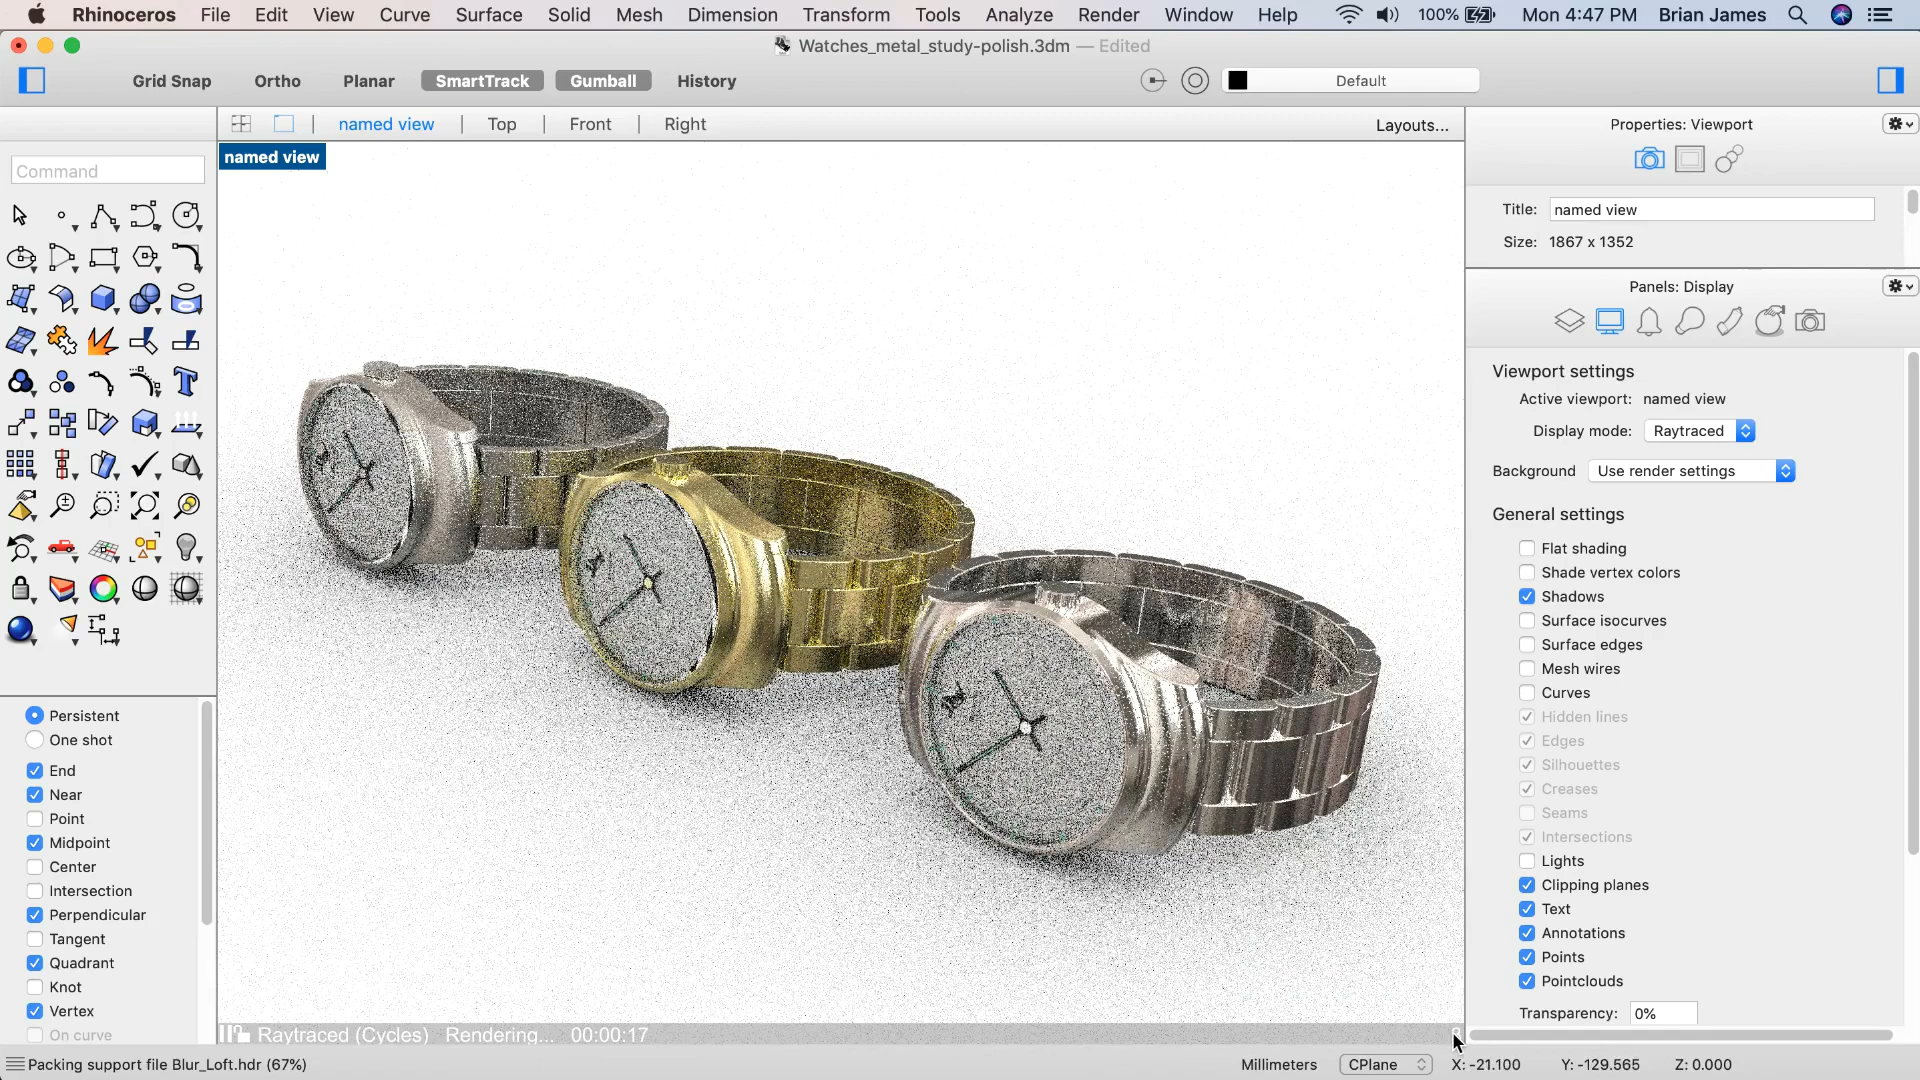 Rhinoceros File Edit View Curve Surface Solid Mesh Dimension Transform Tools Analyze Render Window Help 100% Mon 4:47 PM Brian James
Watches_metal_study-polish.3dm — Edited
Grid Snap Ortho Planar SmartTrack Gumball History Default
named view Top Front Right Layouts...
named view
Command
Persistent
One shot
End
Near
Point
Midpoint
Center
Intersection
Perpendicular
Tangent
Quadrant
Knot
Vertex
On curve
Properties: Viewport
Title: named view
Size: 1867 x 1352
Panels: Display
Viewport settings
Active viewport: named view
Display mode: Raytraced
Background Use render settings
General settings
Flat shading
Shade vertex colors
Shadows
Surface isocurves
Surface edges
Mesh wires
Curves
Hidden lines
Edges
Silhouettes
Creases
Seams
Intersections
Lights
Clipping planes
Text
Annotations
Points
Pointclouds
Transparency: 0%
Raytraced (Cycles) Rendering... 00:00:17
Packing support file Blur_Loft.hdr (67%) Millimeters CPlane X: -21.100 Y: -129.565 Z: 0.000